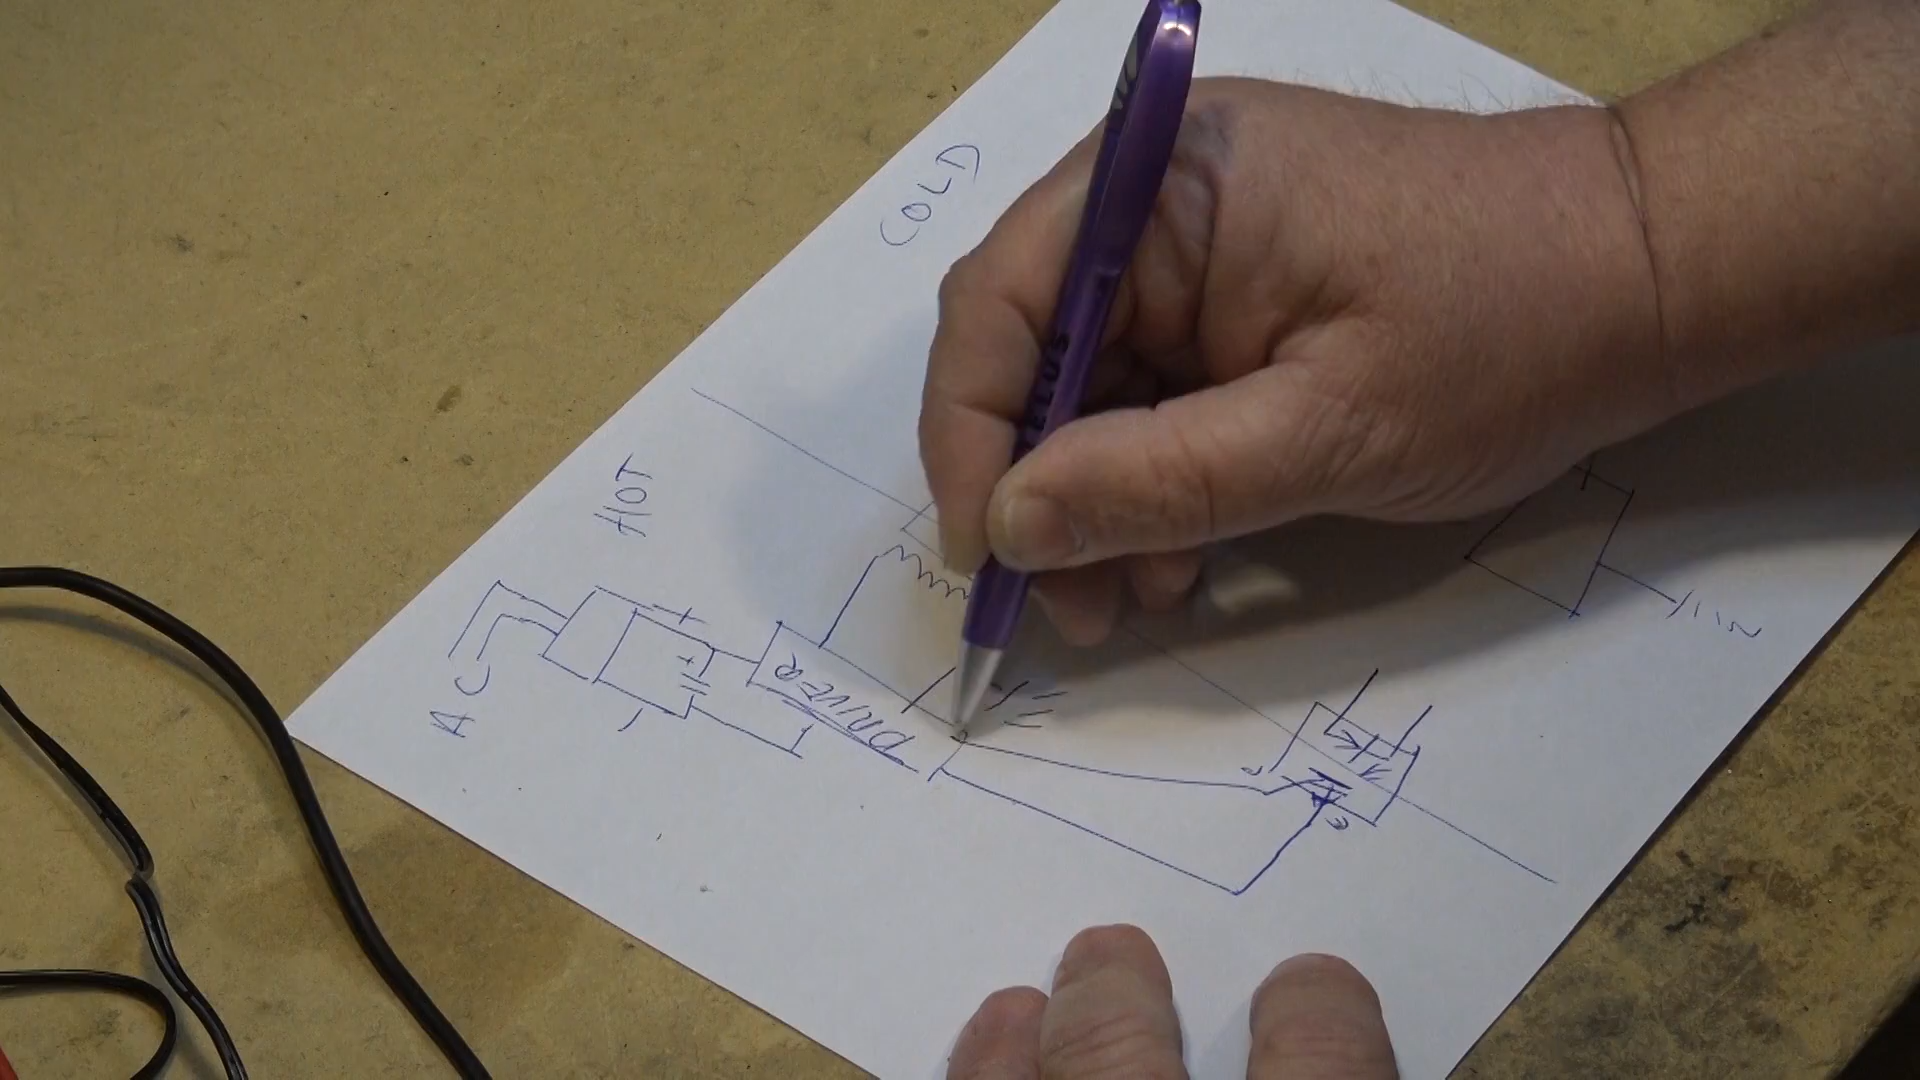 COLD
HOT
AC
DRIVER
+
+
-